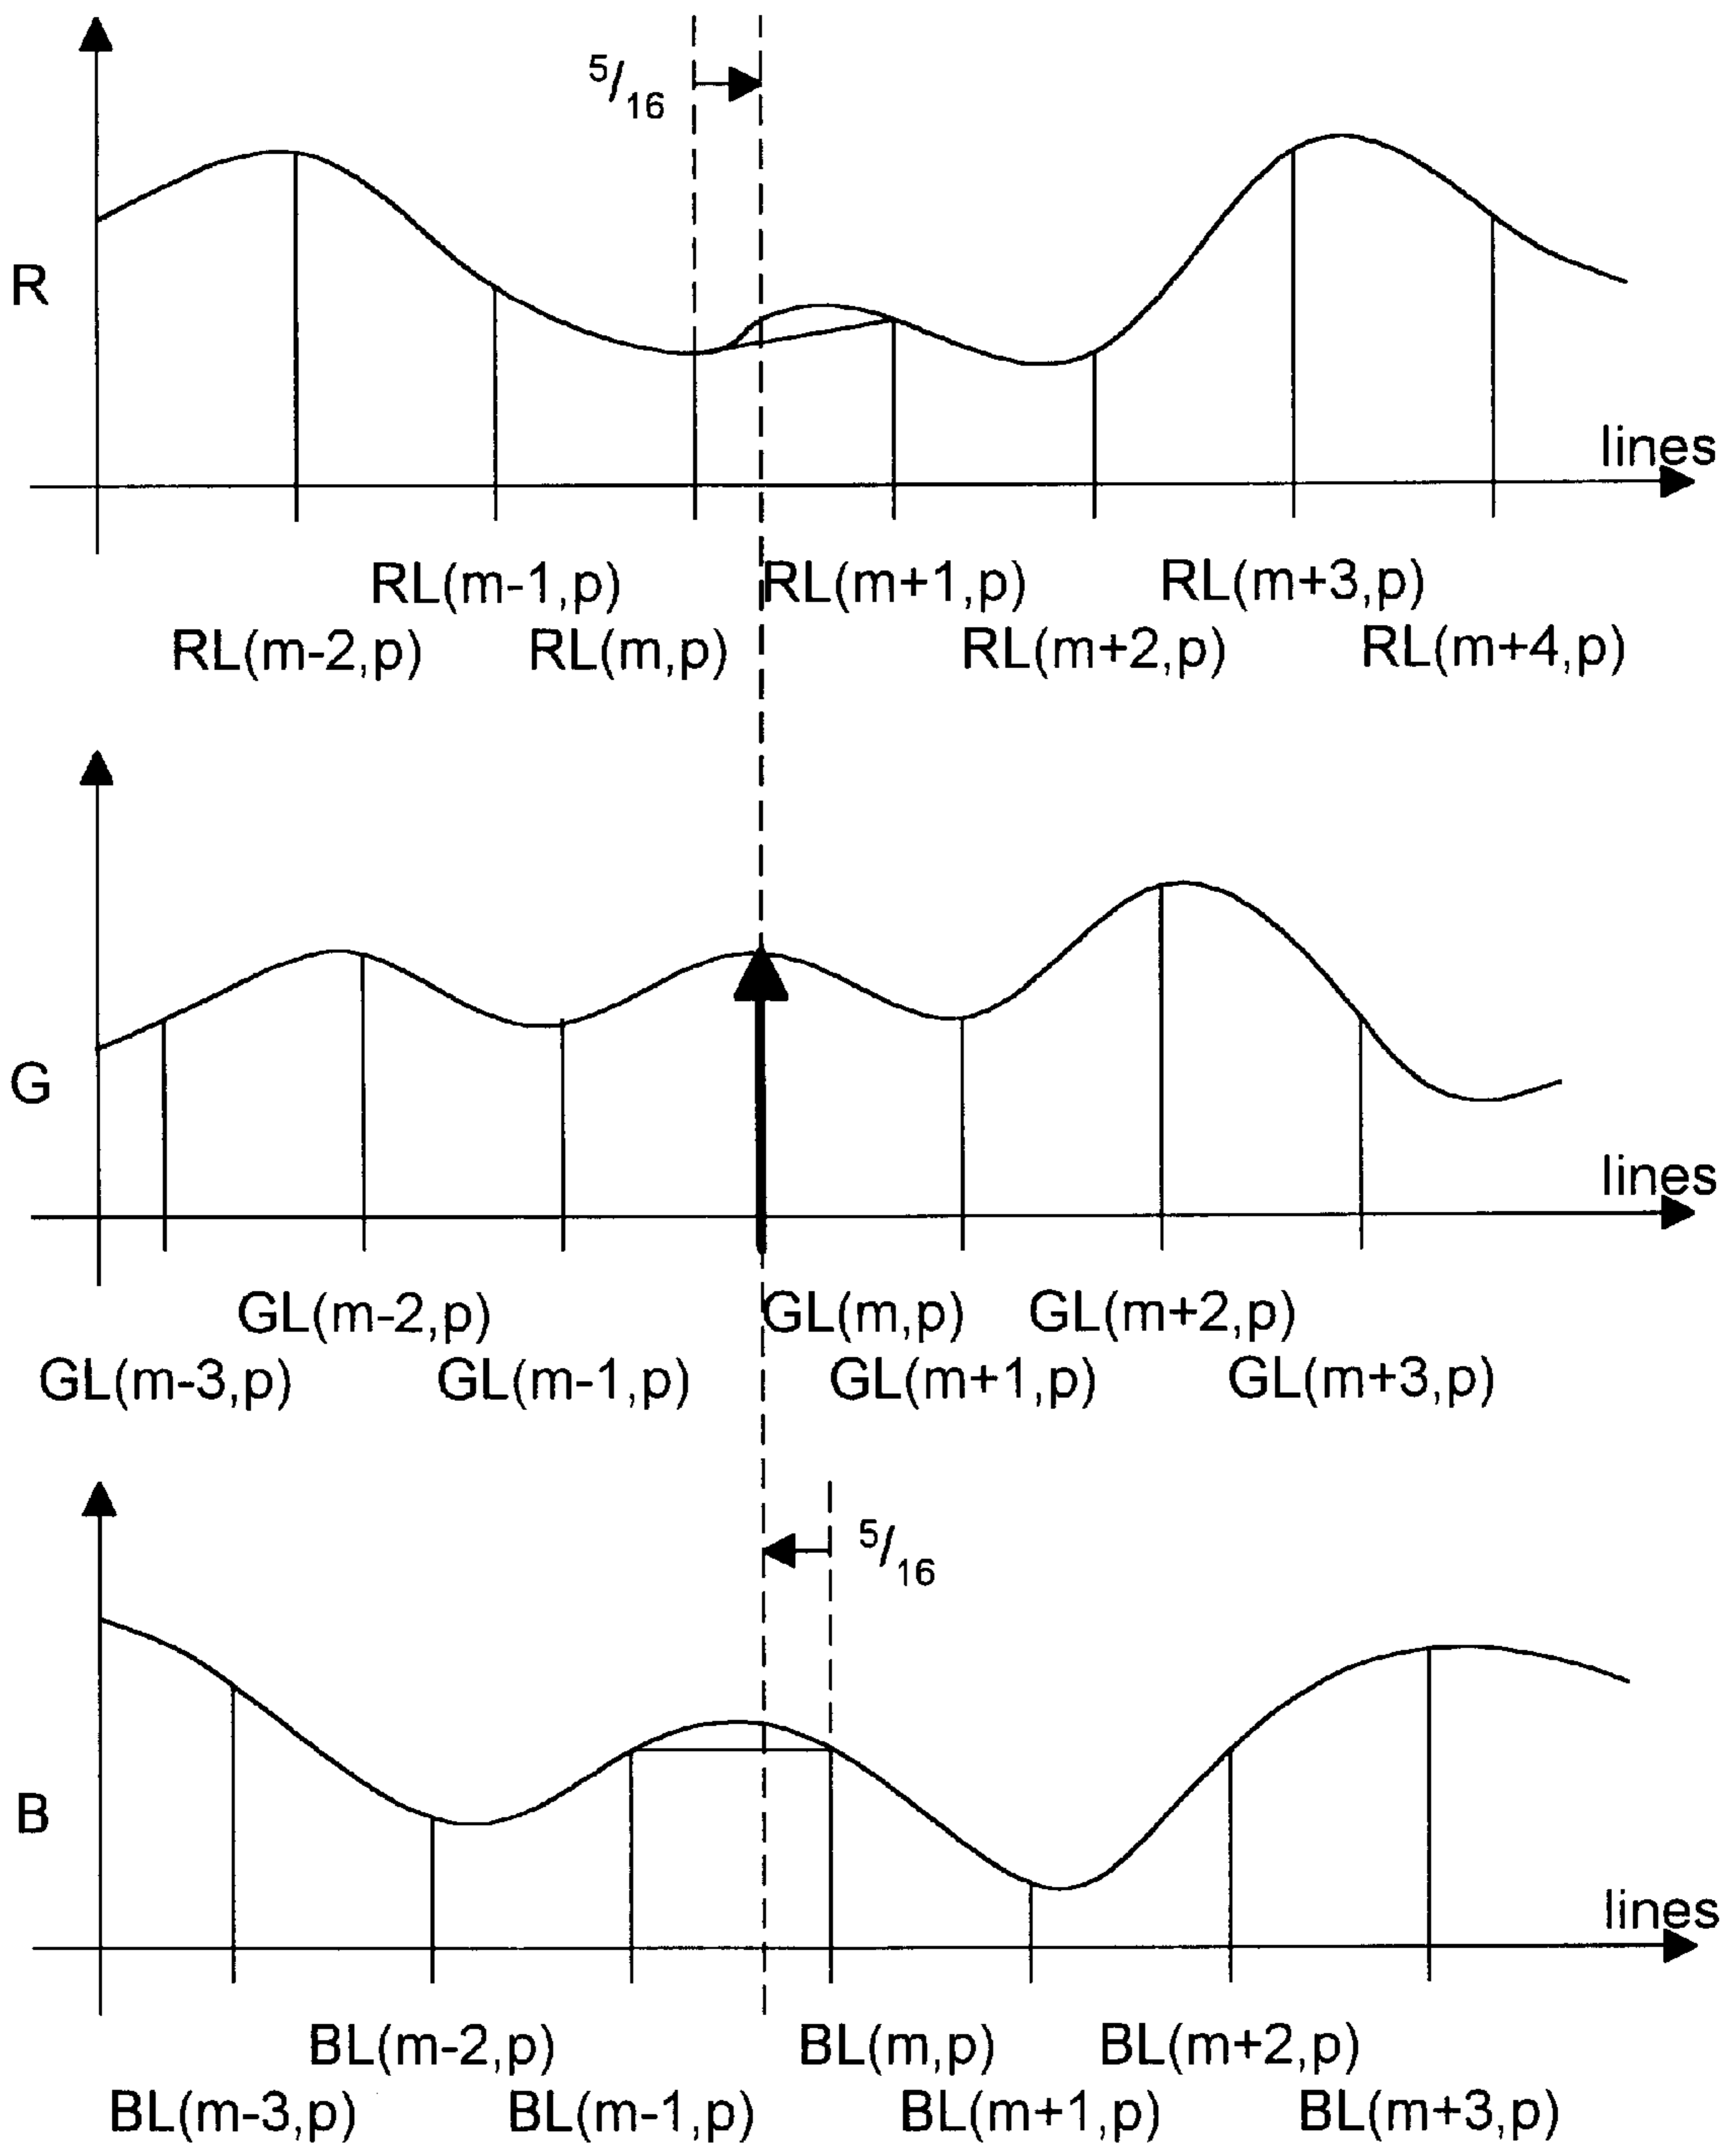 5/16
R
lines
RL(m-1,p) RL(m+1,p) RL(m+3,p)
RL(m-2,p) RL(m,p) RL(m+2,p) RL(m+4,p)
G
lines
GL(m-2,p) GL(m,p) GL(m+2,p)
GL(m-3,p) GL(m-1,p) GL(m+1,p) GL(m+3,p)
5/16
B
lines
BL(m-2,p) BL(m,p) BL(m+2,p)
BL(m-3,p) BL(m-1,p) BL(m+1,p) BL(m+3,p)